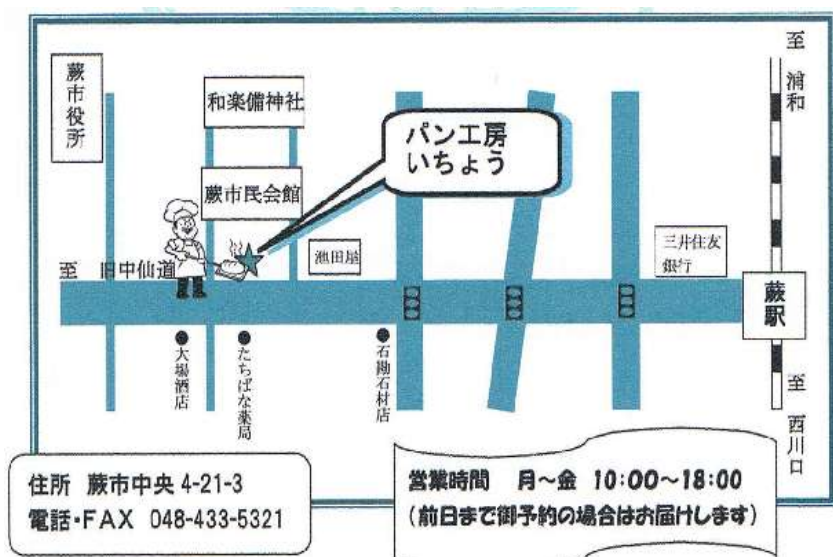 至 浦和
蕨市役所
和楽備神社
パン工房
いちょう
蕨市民会館
池田屋
三井住友
銀行
至 旧中仙道
蕨駅
大場酒店
たちばな薬局
石勘石材店
至 西川口
住所 蕨市中央 4-21-3
電話・FAX 048-433-5321
営業時間 月～金 10:00～18:00
(前日まで御予約の場合はお届けします)